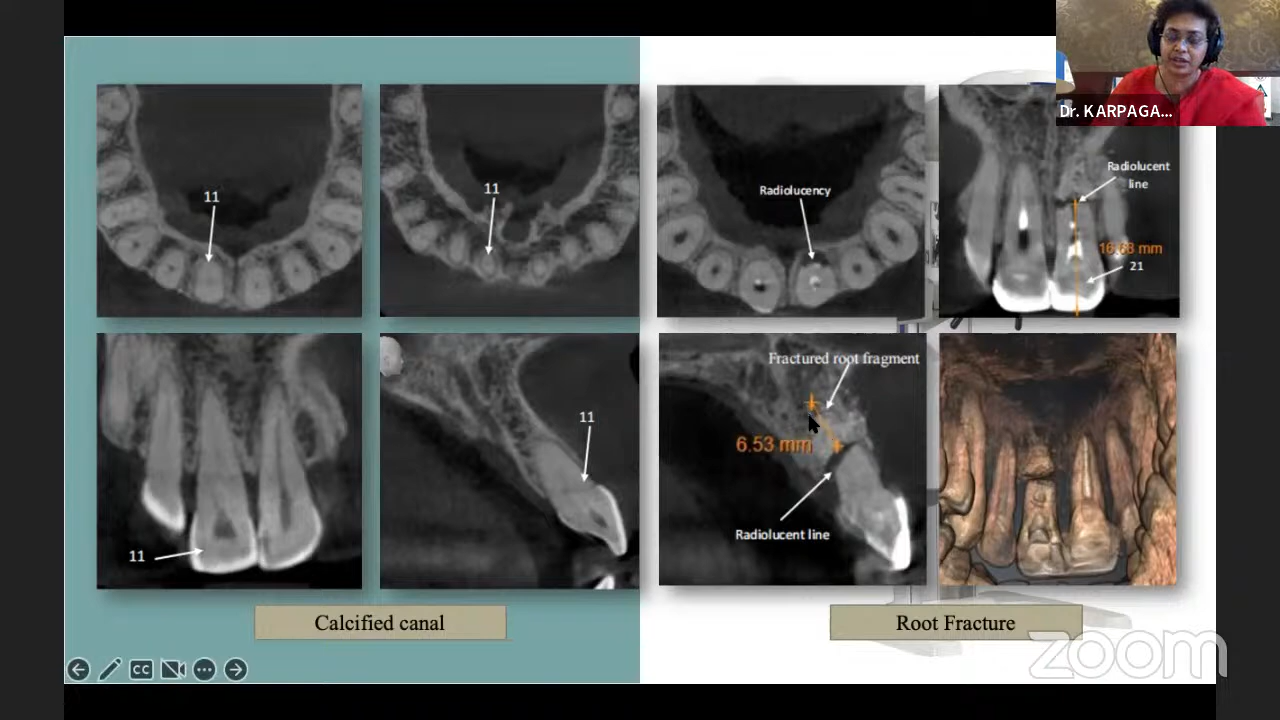 Dr. KARPAGA...
11
11
Radiolucency
Radiolucent
line
16.68 mm
21
11
11
Fractured root fragment
6.53 mm
Radiolucent line
Calcified canal
Root Fracture
CC
zoom